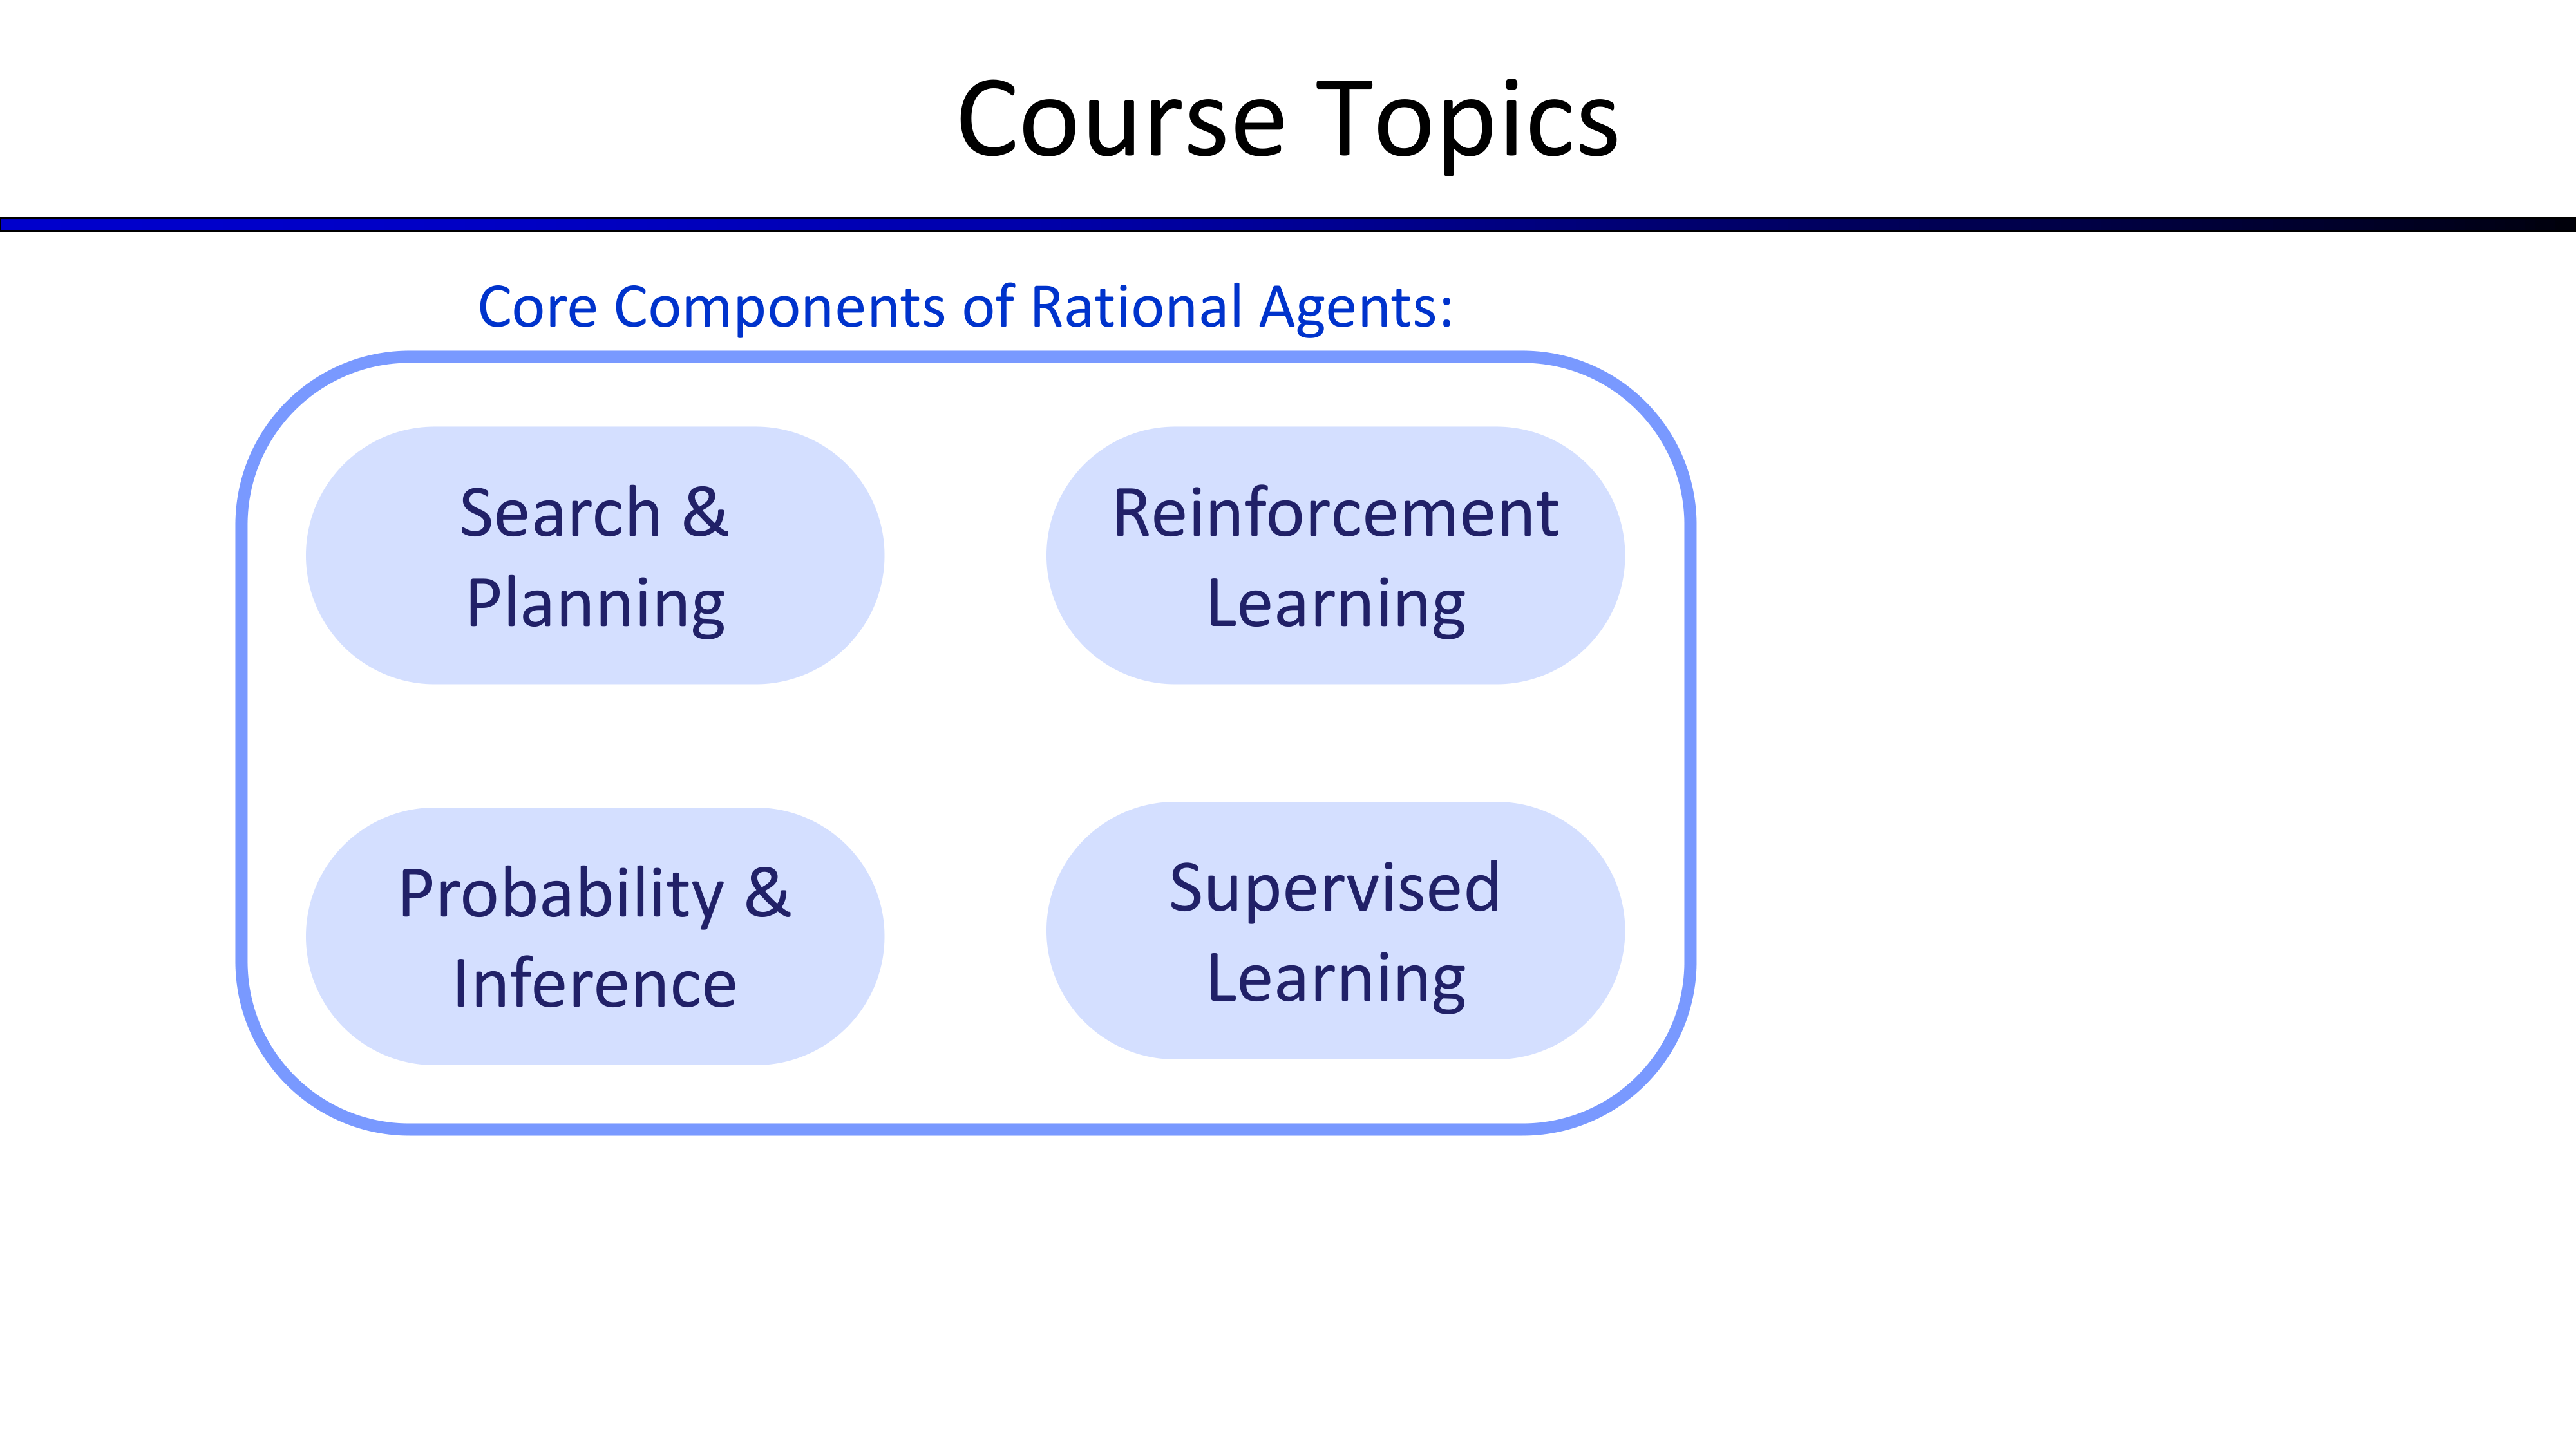 Course Topics
Core Components of Rational Agents:
Search &
Planning
Reinforcement
Learning
Probability &
Inference
Supervised
Learning